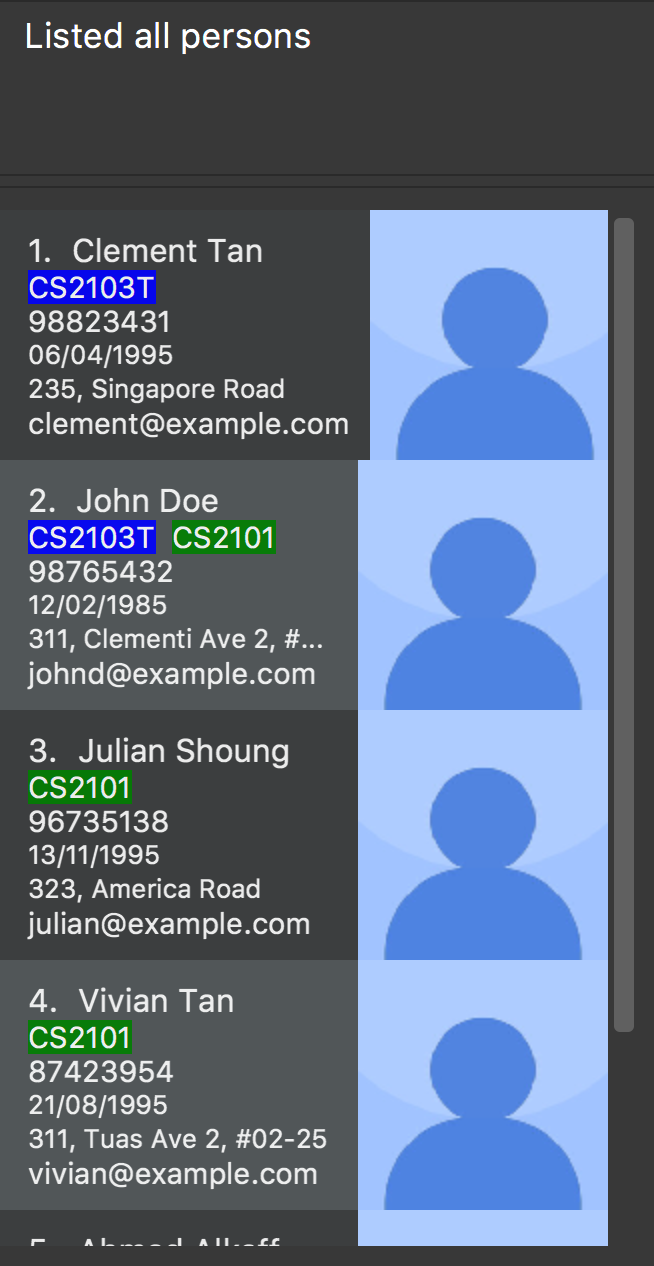 Listed all persons
1. Clement Tan
CS2103T
98823431
06/04/1995
235, Singapore Road
clement@example.com
2. John Doe
CS2103T CS2101
98765432
12/02/1985
311, Clementi Ave 2, #...
johnd@example.com
3. Julian Shoung
CS2101
96735138
13/11/1995
323, America Road
julian@example.com
4. Vivian Tan
CS2101
87423954
21/08/1995
311, Tuas Ave 2, #02-25
vivian@example.com